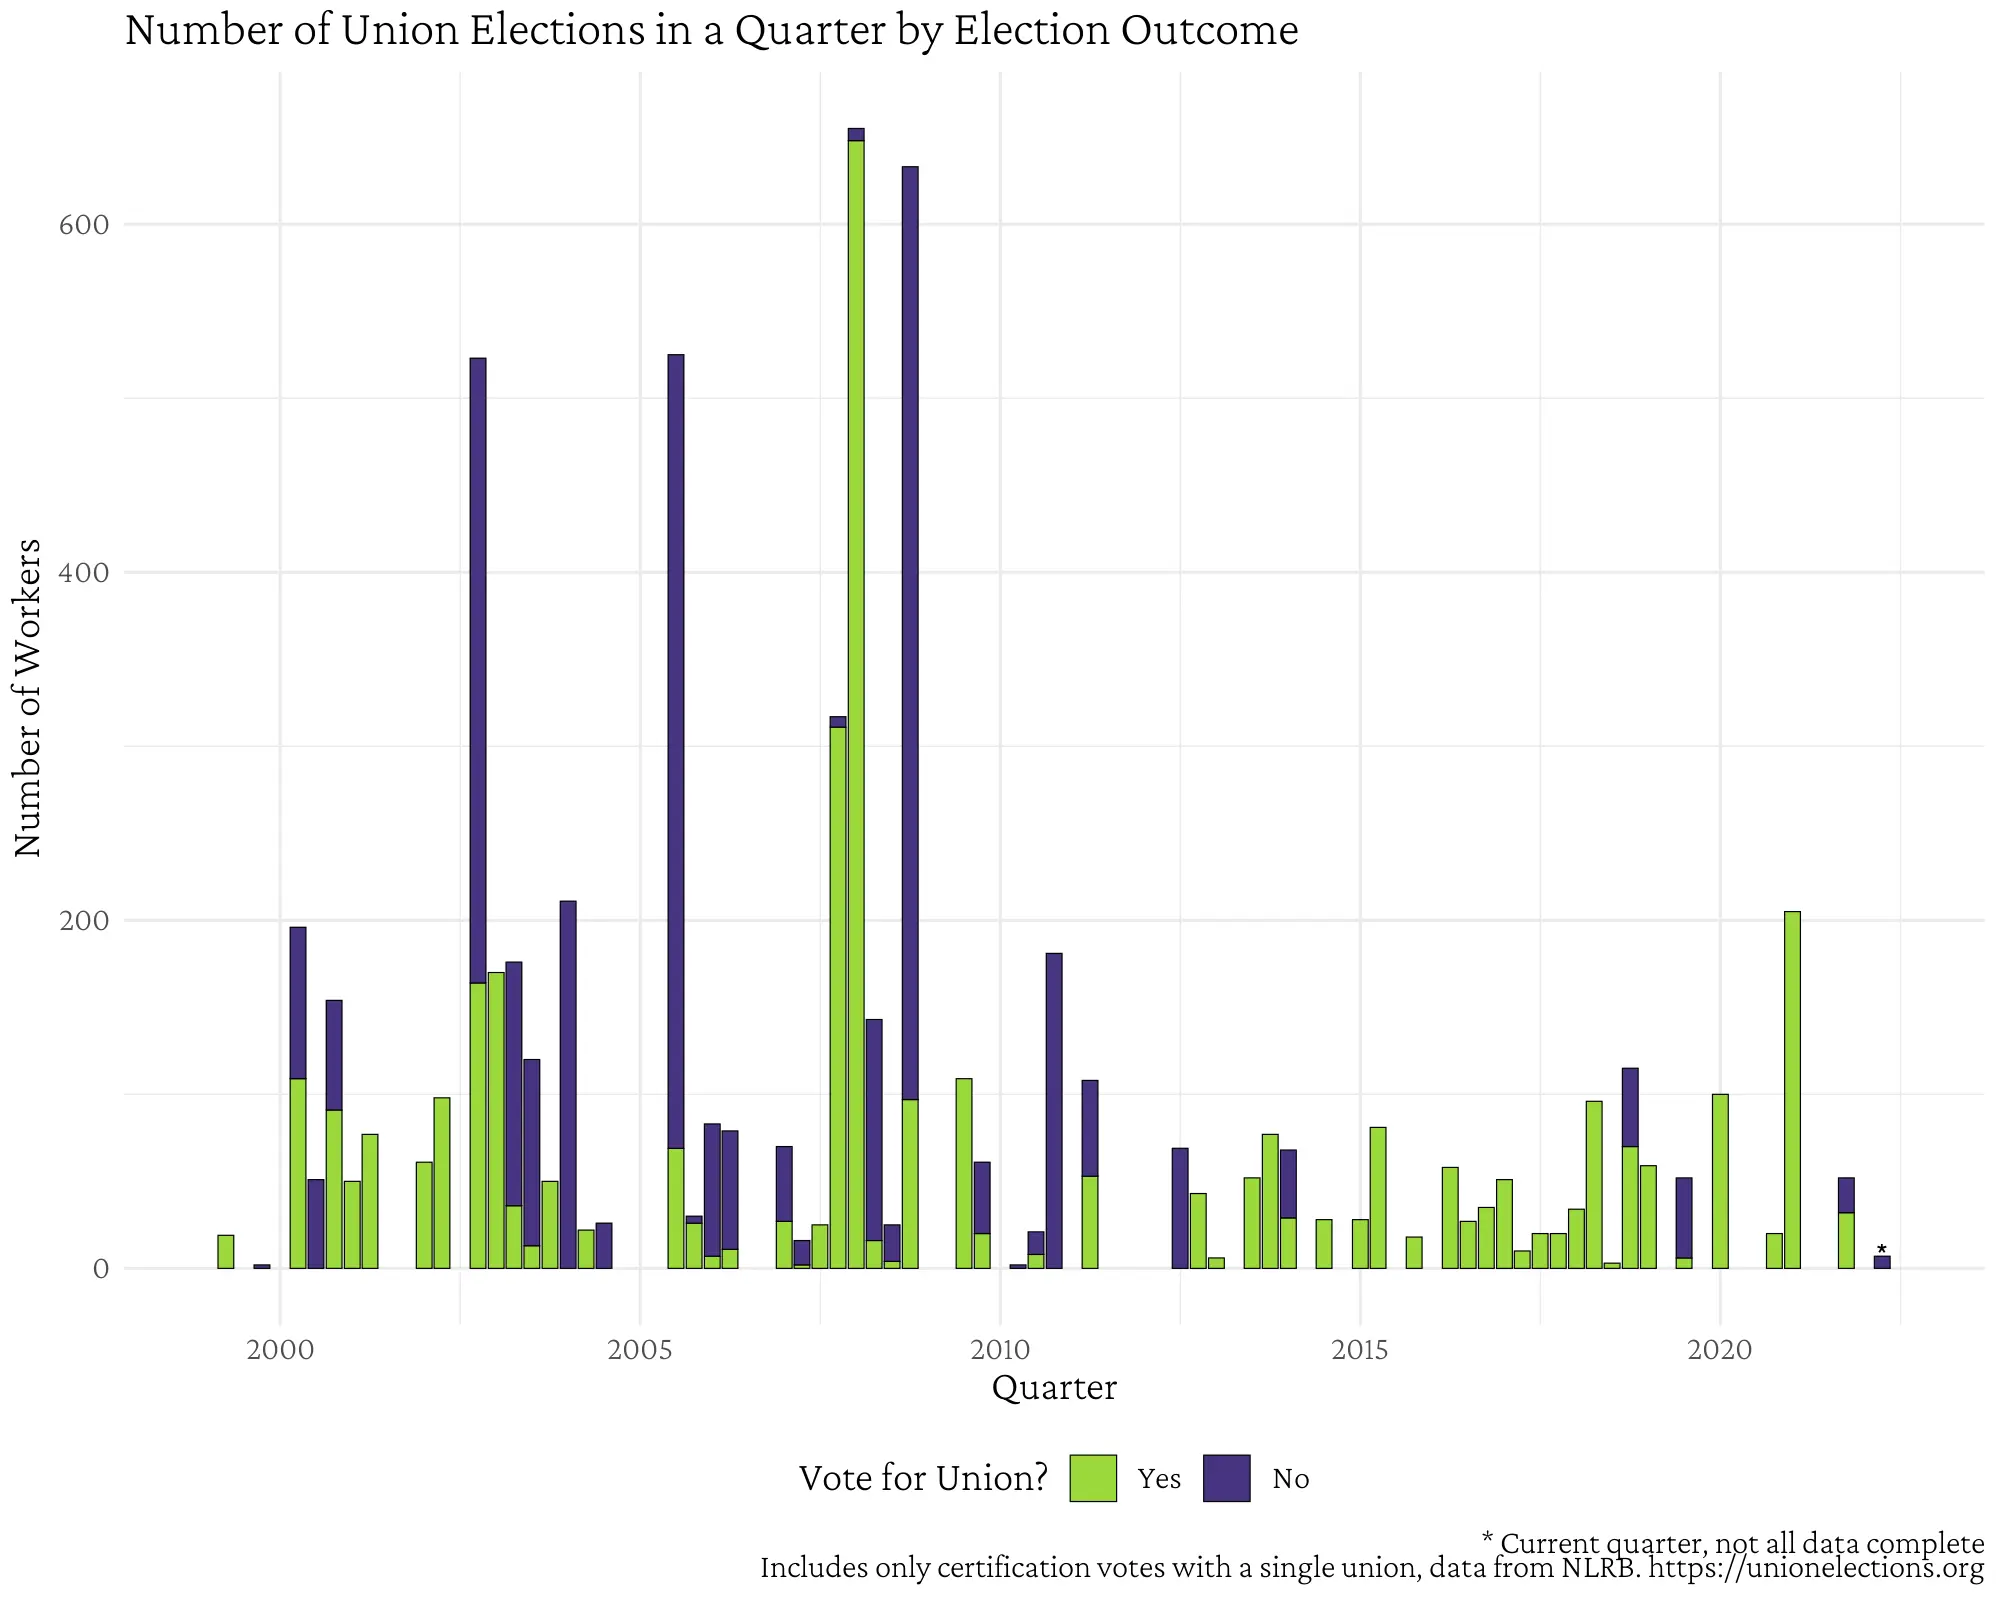 Number of Union Elections in a Quarter by Election Outcome
Number of Workers
600
400
200
0
*
2000 2005 2010 2015 2020
Quarter
Vote for Union? Yes No
* Current quarter, not all data complete
Includes only certification votes with a single union, data from NLRB. https://unionelections.org